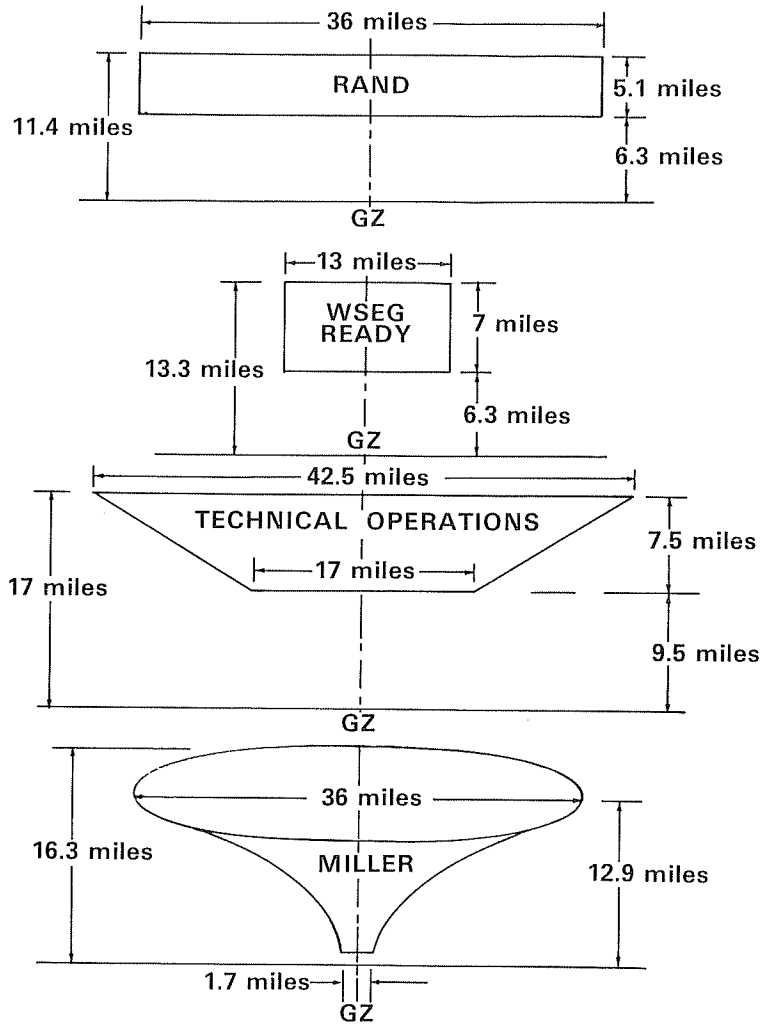 36 miles
RAND
5.1 miles
11.4 miles
6.3 miles
GZ
13 miles
WSEG
READY
7 miles
13.3 miles
6.3 miles
GZ
42.5 miles
TECHNICAL OPERATIONS
7.5 miles
17 miles
17 miles
9.5 miles
GZ
36 miles
16.3 miles
MILLER
12.9 miles
1.7 miles
GZ